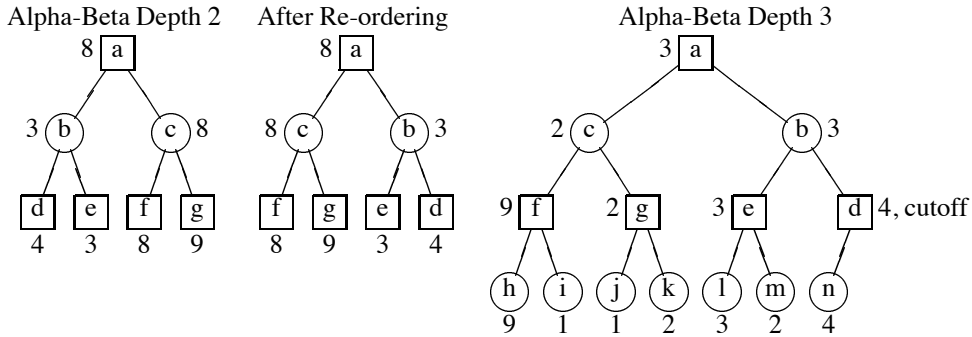 Alpha-Beta Depth 2
After Re-ordering
Alpha-Beta Depth 3
8 a
8 a
3 a
3 b
c 8
8 c
b 3
2 c
b 3
d
e
f
g
f
g
e
d
9 f
2 g
3 e
d 4, cutoff
4
3
8
9
8
9
3
4
h
i
j
k
l
m
n
9
1
1
2
3
2
4